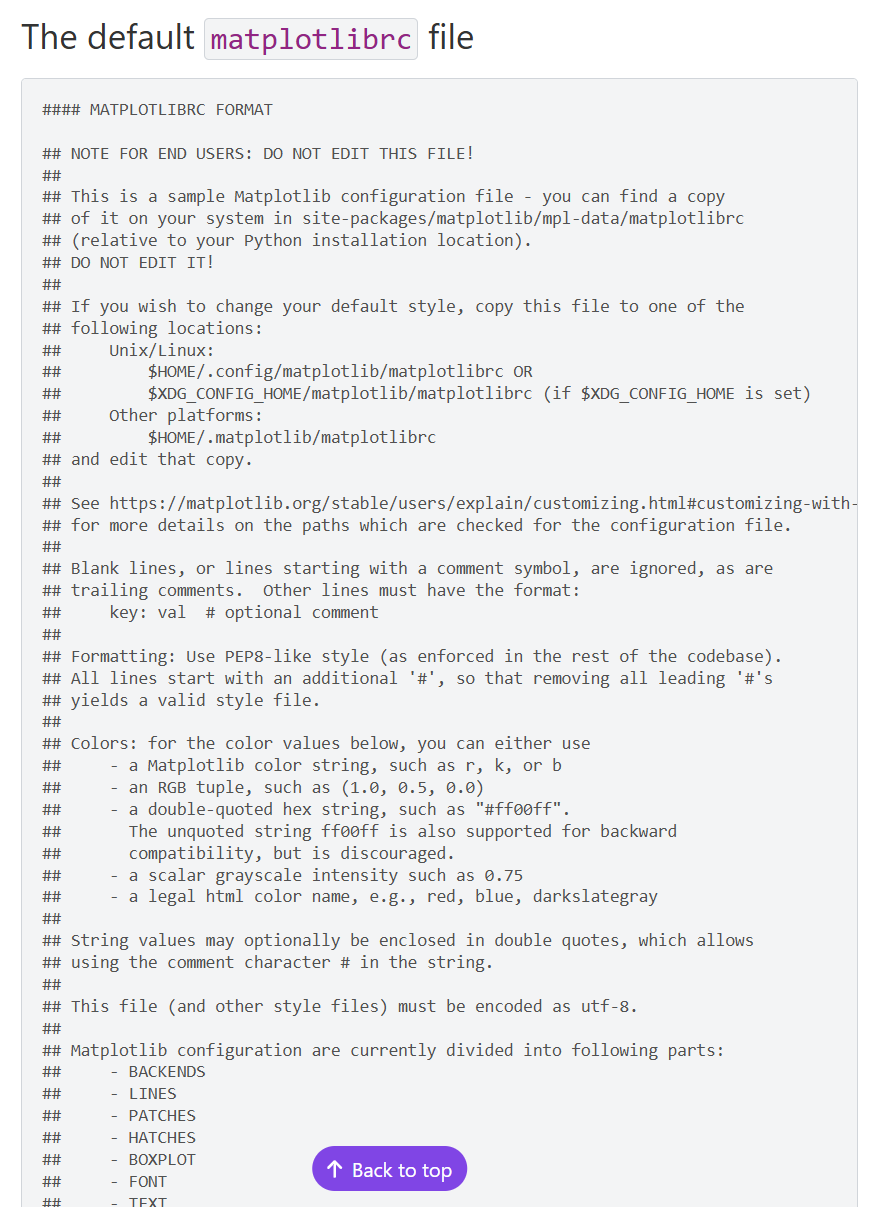 The default matplotlibrc file
#### MATPLOTLIBRC FORMAT
## NOTE FOR END USERS: DO NOT EDIT THIS FILE!
##
## This is a sample Matplotlib configuration file - you can find a copy
## of it on your system in site-packages/matplotlib/mpl-data/matplotlibrc
## (relative to your Python installation location).
## DO NOT EDIT IT!
##
## If you wish to change your default style, copy this file to one of the
## following locations:
##     Unix/Linux:
##         $HOME/.config/matplotlib/matplotlibrc OR
##         $XDG_CONFIG_HOME/matplotlib/matplotlibrc (if $XDG_CONFIG_HOME is set)
##     Other platforms:
##         $HOME/.matplotlib/matplotlibrc
## and edit that copy.
##
## See https://matplotlib.org/stable/users/explain/customizing.html#customizing-with-
## for more details on the paths which are checked for the configuration file.
##
## Blank lines, or lines starting with a comment symbol, are ignored, as are
## trailing comments.  Other lines must have the format:
##     key: val  # optional comment
##
## Formatting: Use PEP8-like style (as enforced in the rest of the codebase).
## All lines start with an additional '#', so that removing all leading '#'s
## yields a valid style file.
##
## Colors: for the color values below, you can either use
##     - a Matplotlib color string, such as r, k, or b
##     - an RGB tuple, such as (1.0, 0.5, 0.0)
##     - a double-quoted hex string, such as "#ff00ff".
##       The unquoted string ff00ff is also supported for backward
##       compatibility, but is discouraged.
##     - a scalar grayscale intensity such as 0.75
##     - a legal html color name, e.g., red, blue, darkslategray
##
## String values may optionally be enclosed in double quotes, which allows
## using the comment character # in the string.
##
## This file (and other style files) must be encoded as utf-8.
##
## Matplotlib configuration are currently divided into following parts:
##     - BACKENDS
##     - LINES
##     - PATCHES
##     - HATCHES
##     - BOXPLOT
##     - FONT
##     - TEXT
↑ Back to top